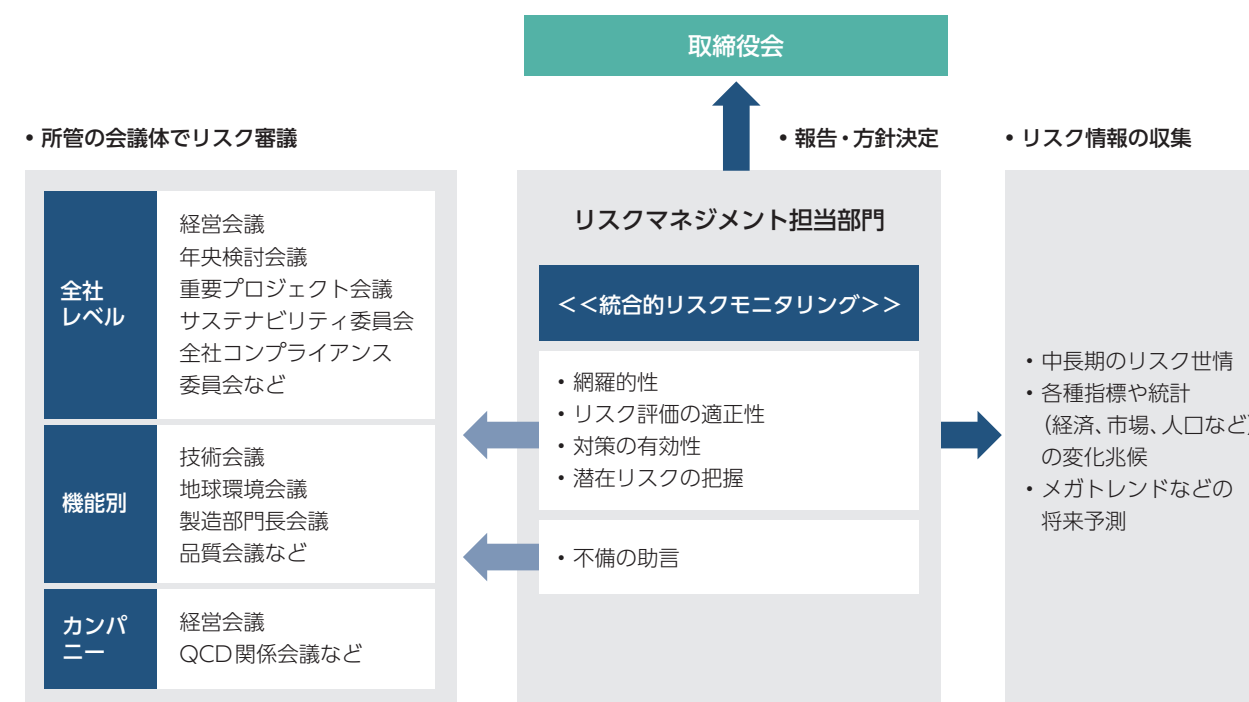 取締役会
• 所管の会議体でリスク審議
• 報告・方針決定
• リスク情報の収集
全社
レベル
経営会議
年央検討会議
重要プロジェクト会議
サステナビリティ委員会
全社コンプライアンス
委員会など
機能別
技術会議
地球環境会議
製造部門長会議
品質会議など
カンパ
ニー
経営会議
QCD関係会議など
リスクマネジメント担当部門
<<統合的リスクモニタリング>>
• 網羅的性
• リスク評価の適正性
• 対策の有効性
• 潜在リスクの把握
• 不備の助言
• 中長期のリスク世情
• 各種指標や統計
(経済、市場、人口など)
の変化兆候
• メガトレンドなどの
将来予測